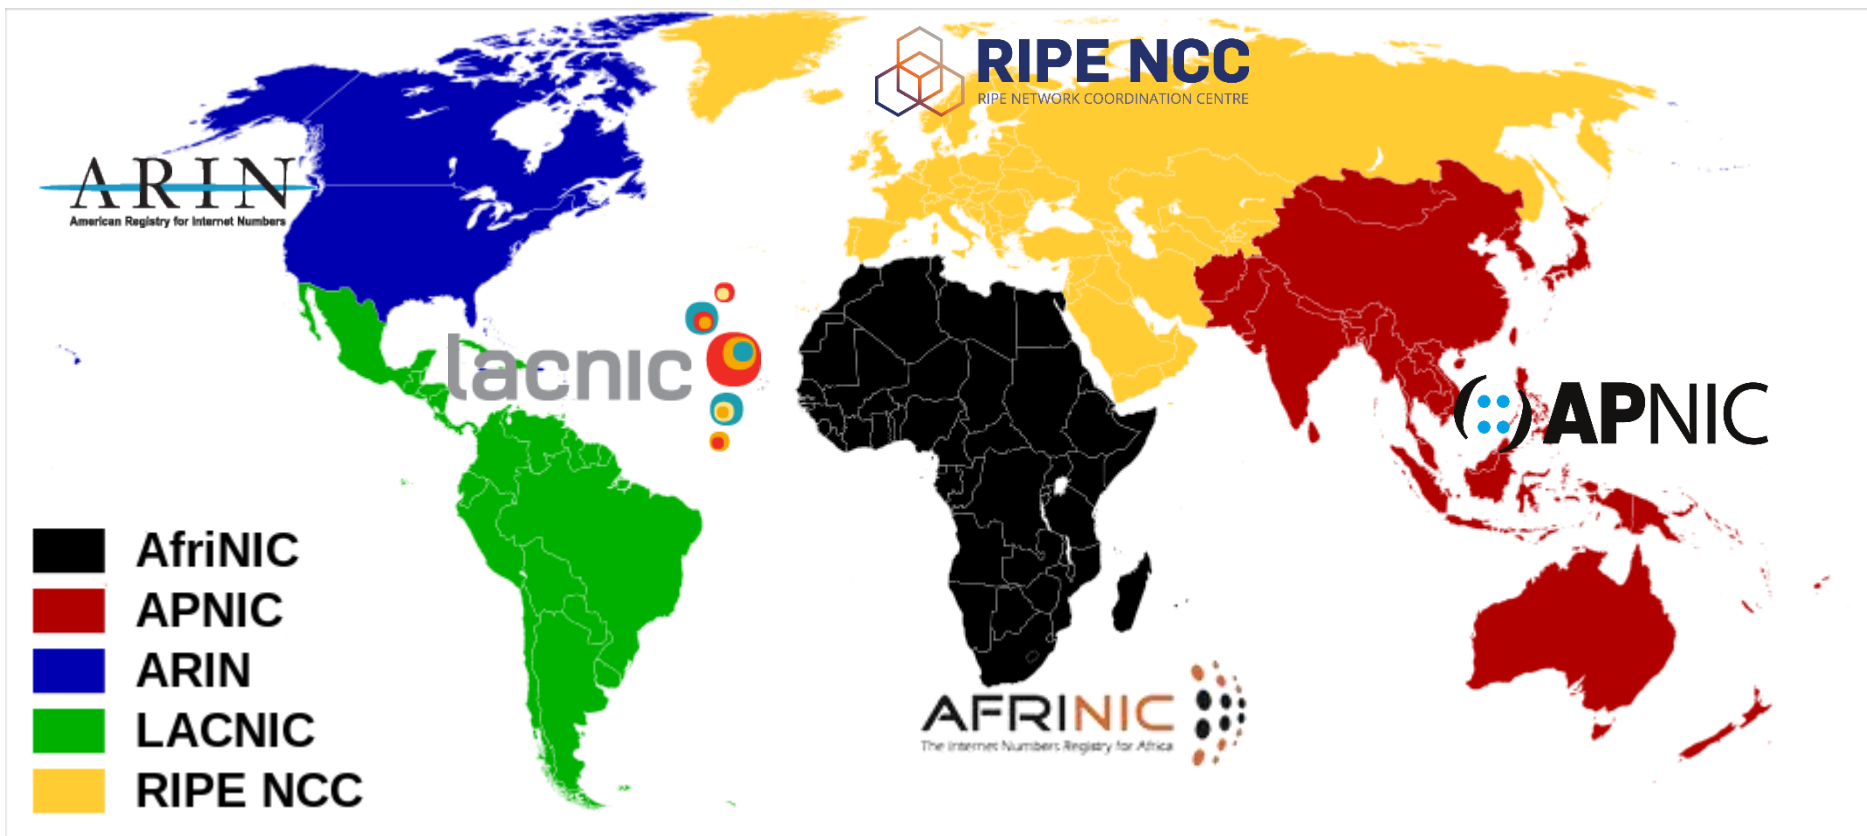 RIPE NCC
RIPE NETWORK COORDINATION CENTRE
ARIN
American Registry for Internet Numbers
lacnic
APNIC
AfriNIC
APNIC
ARIN
LACNIC
RIPE NCC
AFRINIC
The Internet Numbers Registry for Africa